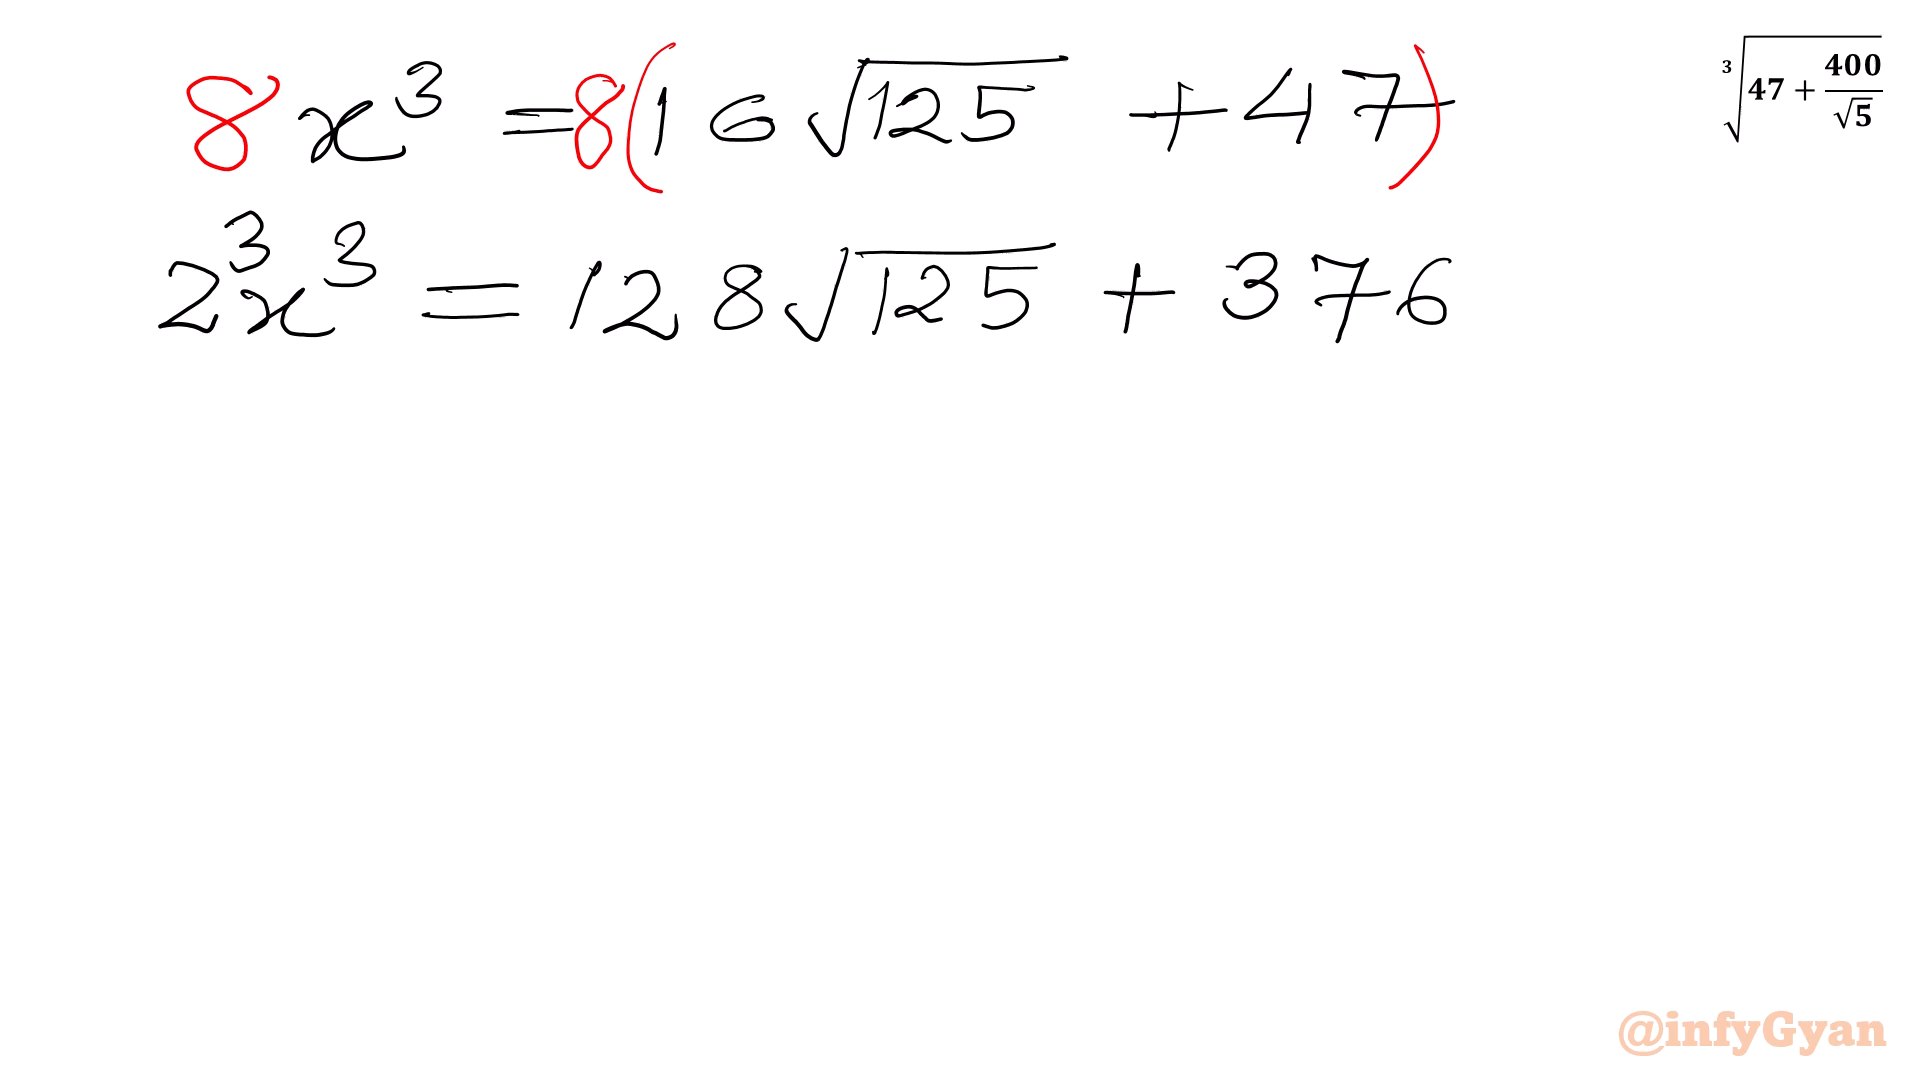 8x³ = 8(16√125 + 47)
∛(47 + 400/√5)
2³x³ = 128√125 + 376
@infyGyan